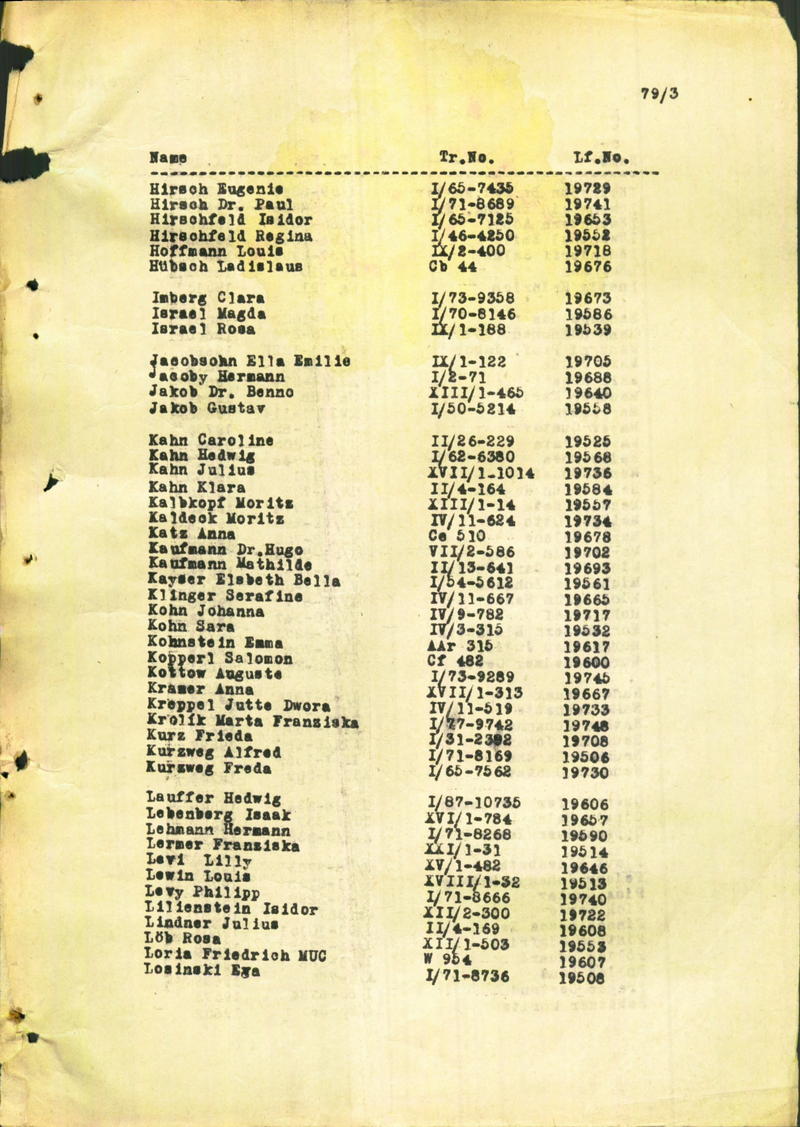 79/3
Name Tr.No. Lf.No.
Hirsch Eugenie I/65-7435 19729
Hirsch Dr. Paul I/71-8689 19741
Hirschfeld Isidor I/65-7125 19653
Hirschfeld Regina I/46-4250 19552
Hoffmann Louis IX/2-400 19718
Hübsch Ladislaus Cb 44 19676
Imberg Clara I/73-9358 19673
Israel Magda I/70-8146 19586
Israel Rosa IX/1-188 19539
Jacobsohn Ella Emilie IX/1-122 19705
Jacoby Hermann I/2-71 19688
Jakob Dr. Benno XIII/1-465 19640
Jakob Gustav I/50-5214 19558
Kahn Caroline II/26-229 19525
Kahn Hedwig I/62-6380 19568
Kahn Julius XVII/1-1014 19736
Kahn Klara II/4-164 19584
Kalbkopf Moritz XIII/1-14 19557
Kaldeck Moritz IV/11-624 19734
Katz Anna Ce 510 19678
Kaufmann Dr.Hugo VII/2-586 19702
Kaufmann Mathilde II/13-641 19693
Kayser Elsbeth Bella I/54-5612 19561
Klinger Serafine IV/11-667 19665
Kohn Johanna IV/9-782 19717
Kohn Sara IV/3-315 19532
Kohnstein Emma AAr 315 19617
Kopperl Salomon Cf 482 19600
Kottow Auguste I/73-9289 19745
Kramer Anna XVII/1-313 19667
Kreppel Jutte Dwora IV/11-519 19733
Krolik Marta Franziska I/27-9742 19748
Kurz Frieda I/31-2392 19708
Kurzweg Alfred I/71-8169 19506
Kurzweg Freda I/65-7562 19730
Lauffer Hedwig I/87-10735 19606
Lebenberg Isaak XVI/1-784 19657
Lehmann Hermann I/71-8268 19590
Lermer Franziska XXI/1-31 19514
Levi Lilly XV/1-482 19646
Lewin Louis XVIII/1-32 19513
Levy Philipp I/71-8666 19740
Lilienstein Isidor XII/2-300 19722
Lindner Julius II/4-169 19608
Löb Rosa XII/1-503 19553
Loria Friedrich MUC W 954 19607
Losinski Ega I/71-8736 19508